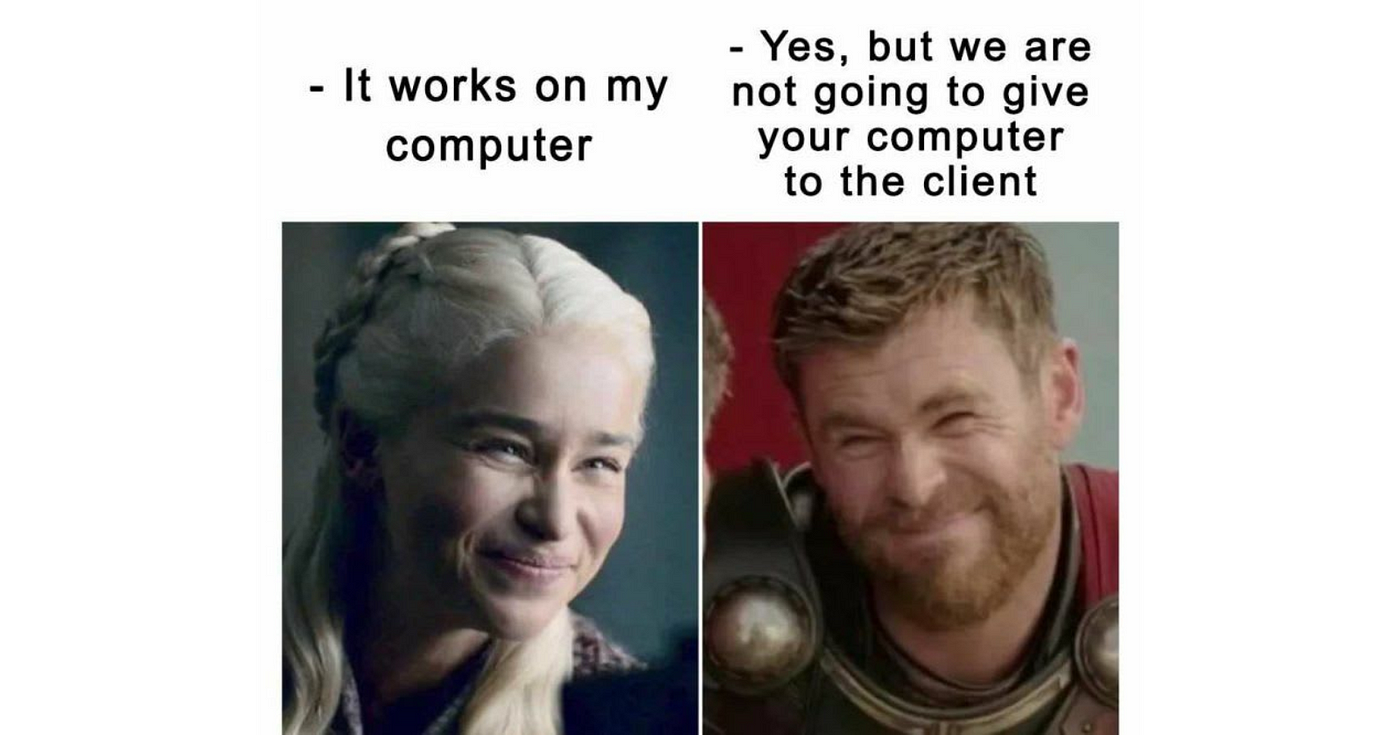 - It works on my
computer
- Yes, but we are
not going to give
your computer
to the client